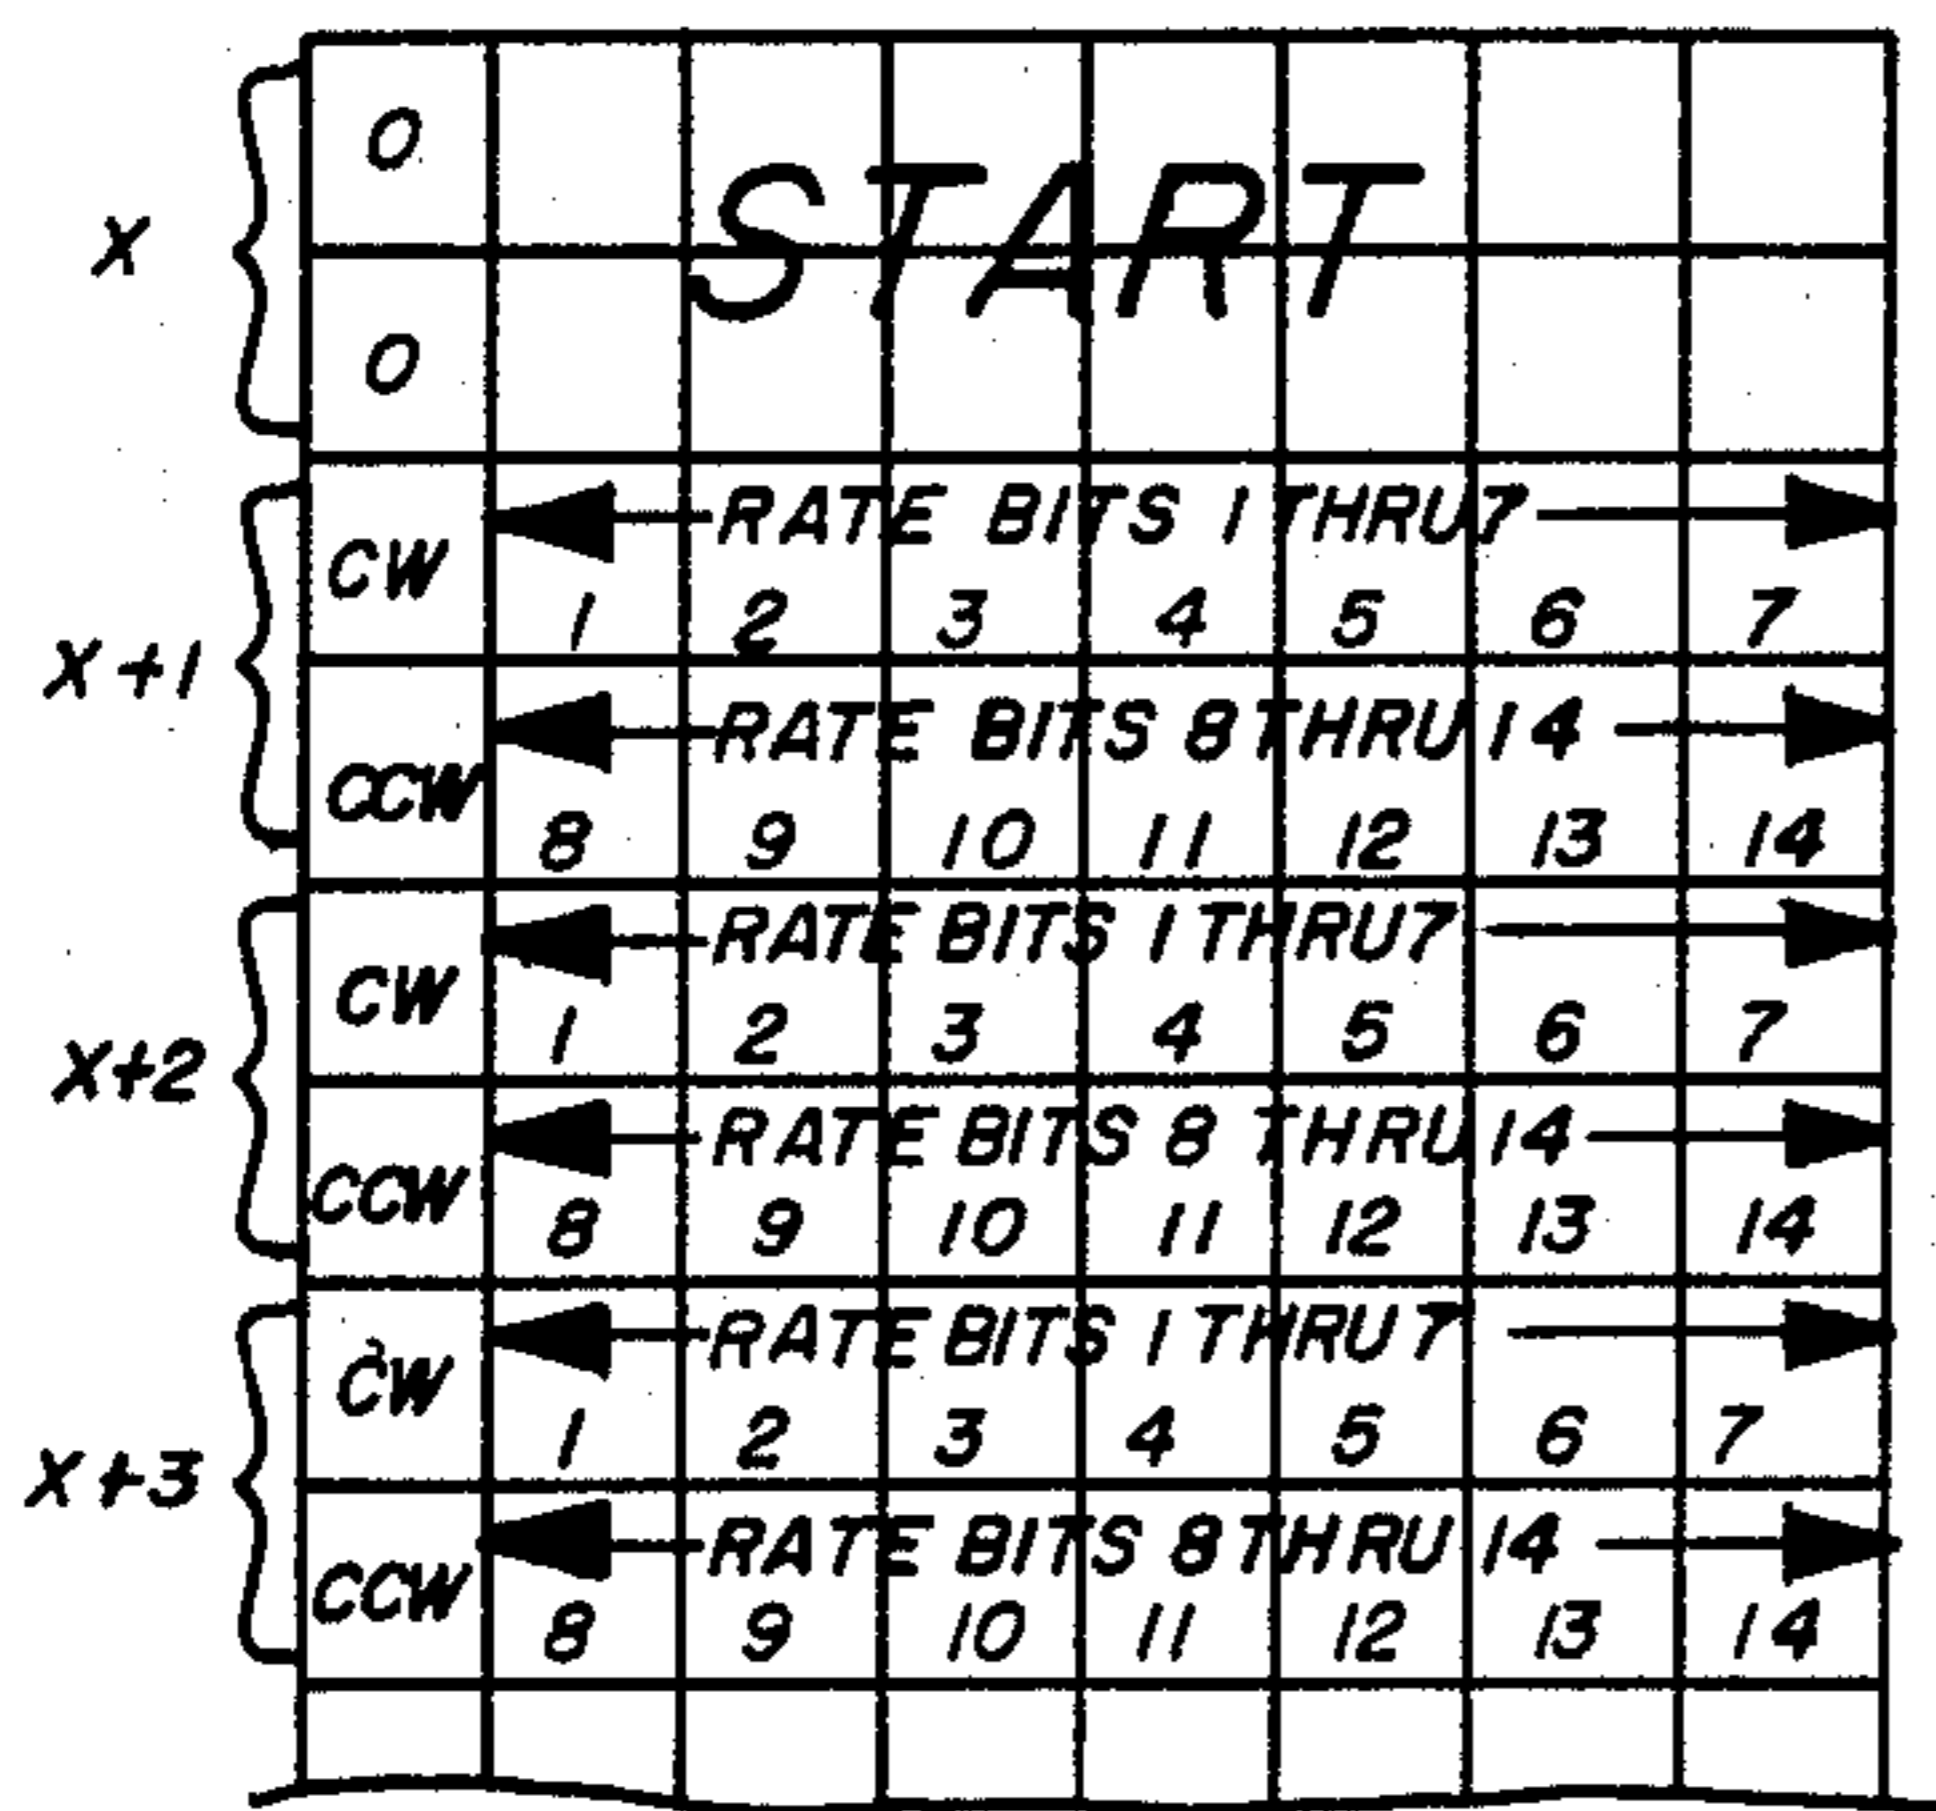 0
START
X
0
RATE BITS 1 THRU 7
CW
1 2 3 4 5 6 7
X+1
RATE BITS 8 THRU 14
CCW
8 9 10 11 12 13 14
RATE BITS 1 THRU 7
CW
1 2 3 4 5 6 7
X+2
RATE BITS 8 THRU 14
CCW
8 9 10 11 12 13 14
RATE BITS 1 THRU 7
CW
1 2 3 4 5 6 7
X+3
RATE BITS 8 THRU 14
CCW
8 9 10 11 12 13 14